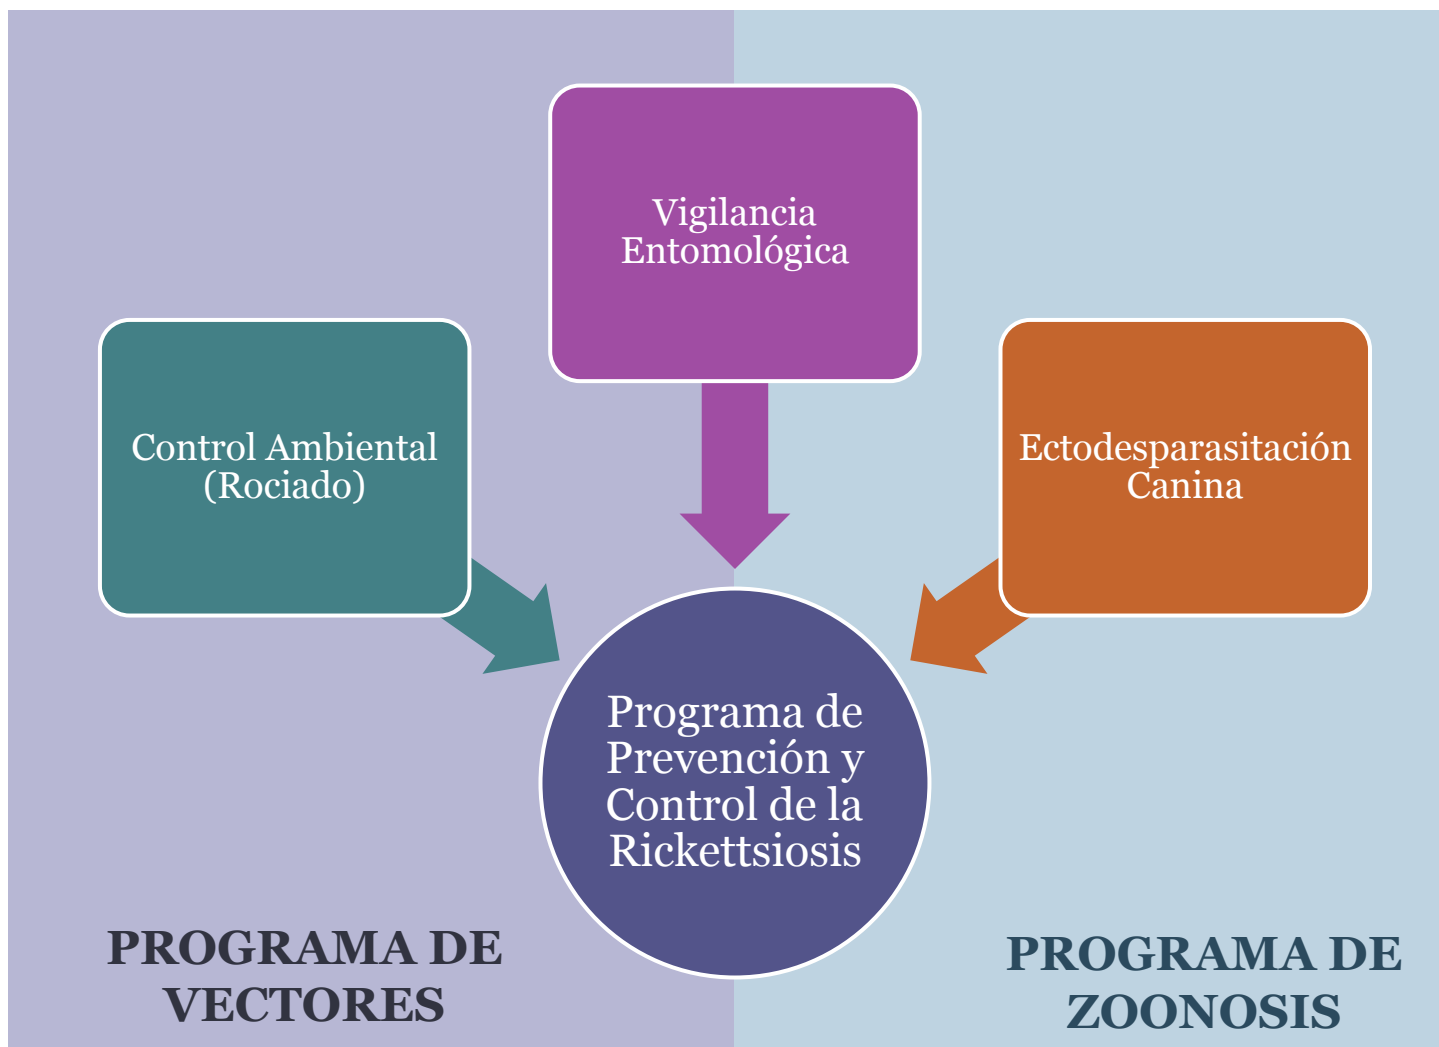 Vigilancia
Entomológica
Control Ambiental
(Rociado)
Ectodesparasitación
Canina
Programa de
Prevención y
Control de la
Rickettsiosis
PROGRAMA DE
VECTORES
PROGRAMA DE
ZOONOSIS